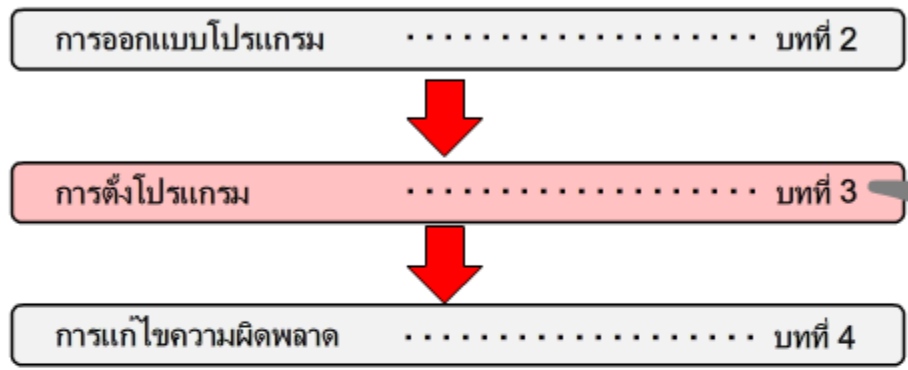 การออกแบบโปรแกรม ・・・・・・・・・・・・・・・・・・・ บทที่ 2
การตั้งโปรแกรม ・・・・・・・・・・・・・・・・・・・ บทที่ 3
การแก้ไขความผิดพลาด ・・・・・・・・・・・・・・・・・・・ บทที่ 4